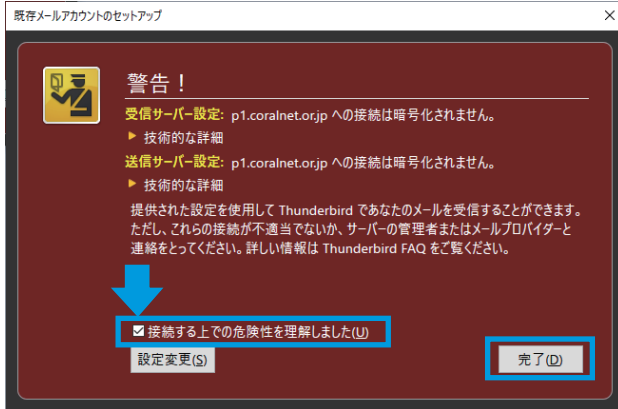 既存メールアカウントのセットアップ
警告！
受信サーバー設定: p1.coralnet.or.jp への接続は暗号化されません。
技術的な詳細
送信サーバー設定: p1.coralnet.or.jp への接続は暗号化されません。
技術的な詳細
提供された設定を使用して Thunderbird であなたのメールを受信することができます。
ただし、これらの接続が不適当でないか、サーバーの管理者またはメールプロバイダーと
連絡をとってください。詳しい情報は Thunderbird FAQ をご覧ください。
接続する上での危険性を理解しました(U)
設定変更(S)
完了(D)